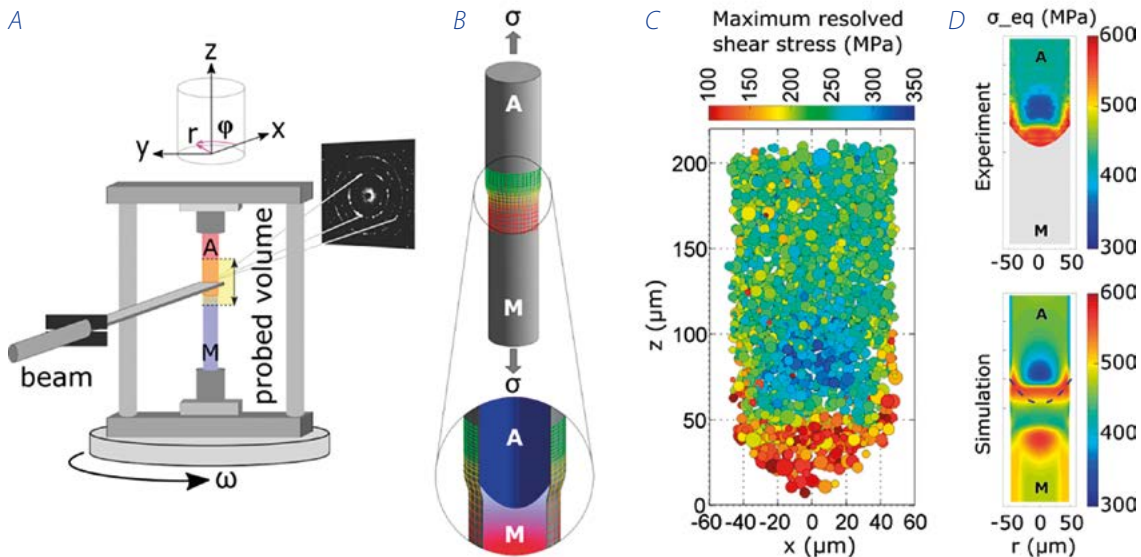 A
z
φ
r
x
y
A
M
beam
probed volume
ω
B
σ
A
M
σ
A
M
C
Maximum resolved
shear stress (MPa)
100
150
200
250
300
350
z (μm)
200
150
100
50
0
-60 -40 -20 0 20 40 60
x (μm)
D
σ_eq (MPa)
Experiment
A
M
600
500
400
300
-50 0 50
Simulation
A
M
600
500
400
300
-50 0 50
r (μm)